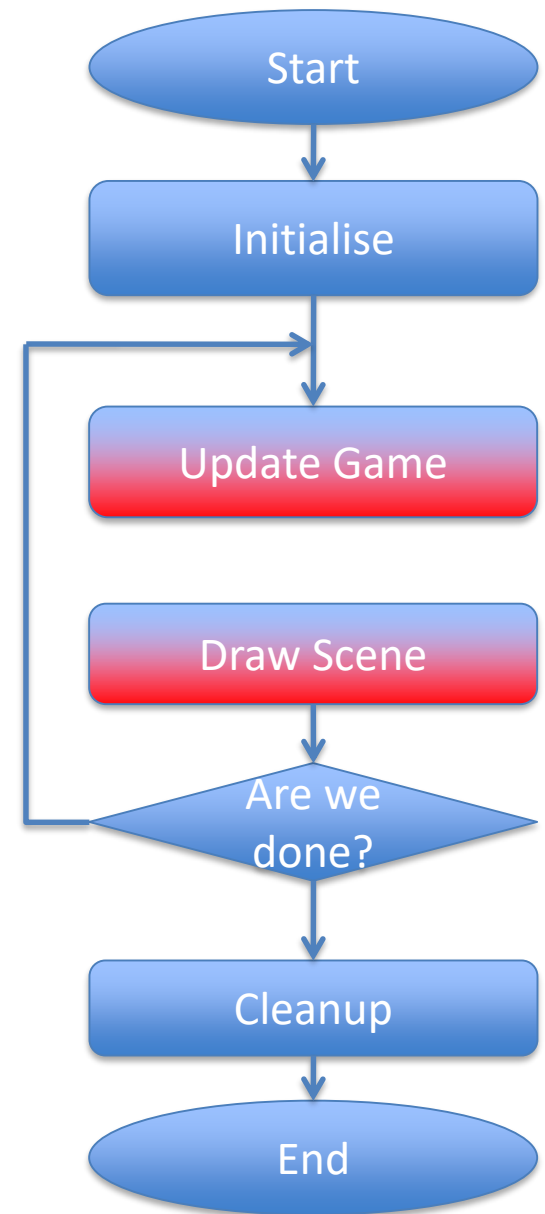 Start
Initialise
Update Game
Draw Scene
Are we
done?
Cleanup
End